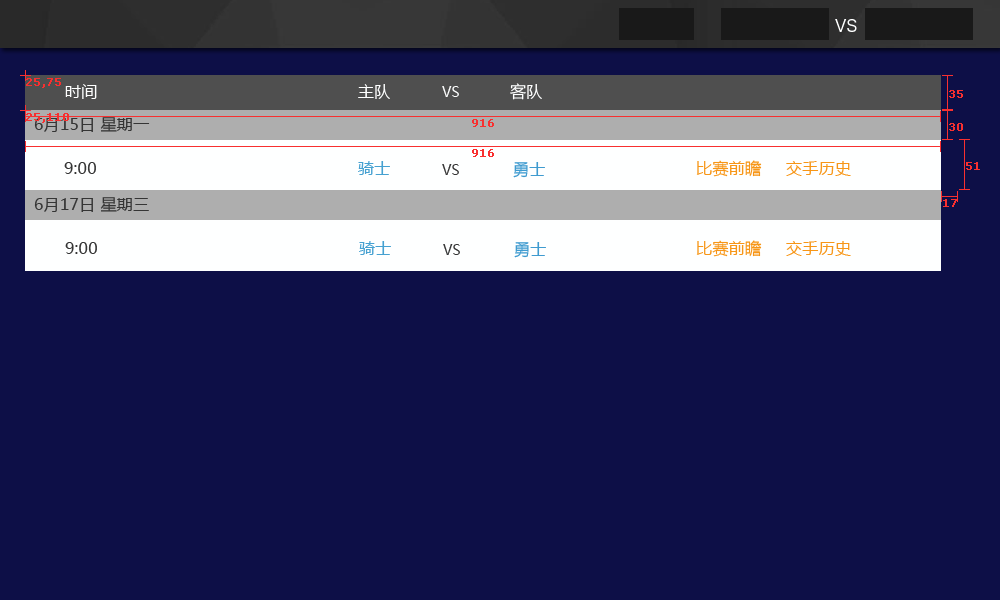 VS
25,75
时间 主队 VS 客队
35
25,110
916
6月15日 星期一
30
916
9:00 骑士 VS 勇士 比赛前瞻 交手历史
51
6月17日 星期三
17
9:00 骑士 VS 勇士 比赛前瞻 交手历史